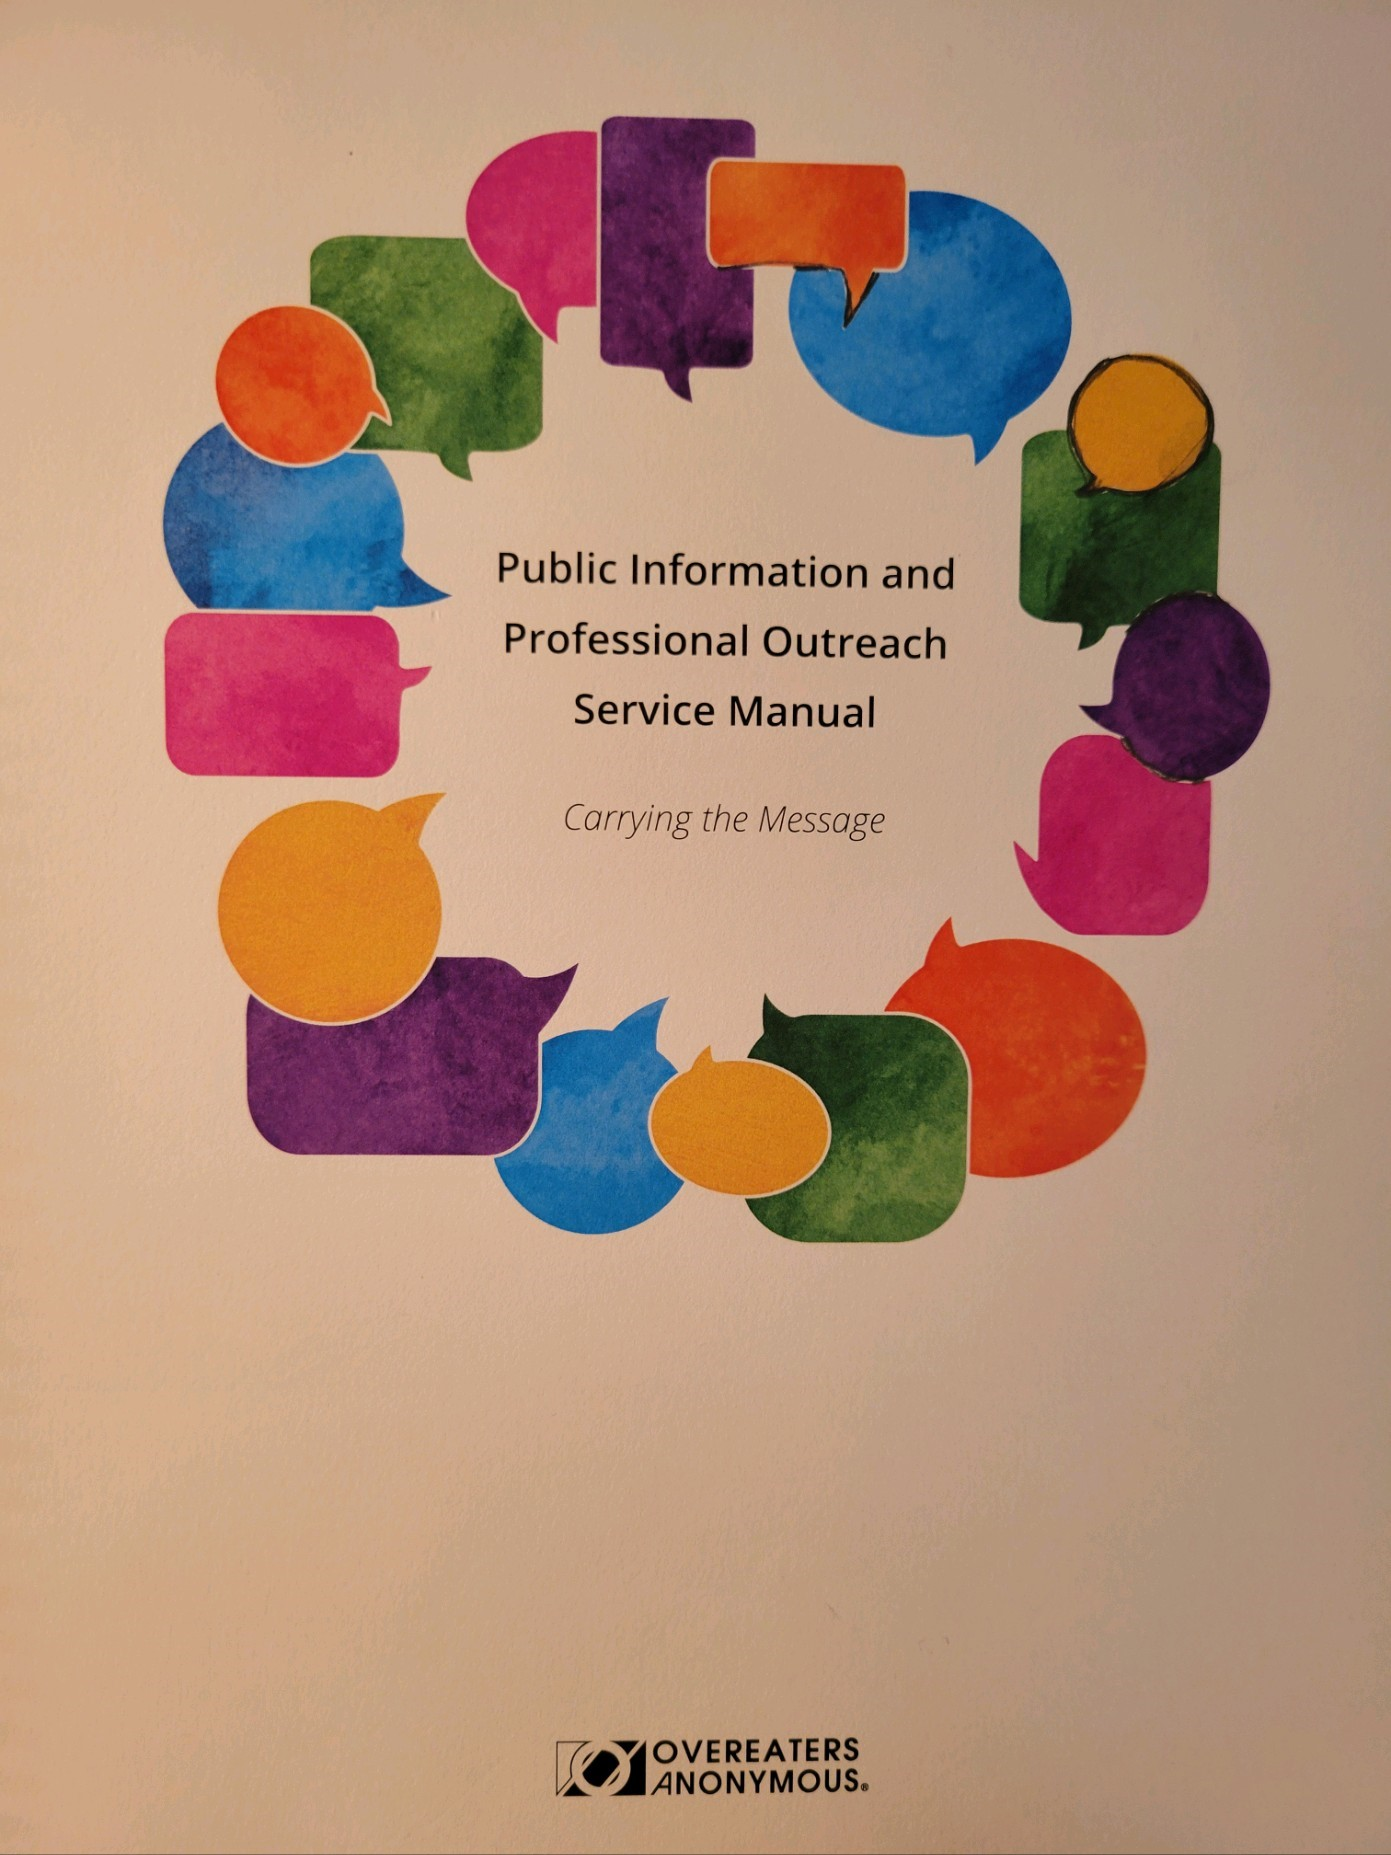 Public Information and
Professional Outreach
Service Manual
Carrying the Message
OVEREATERS
ANONYMOUS®